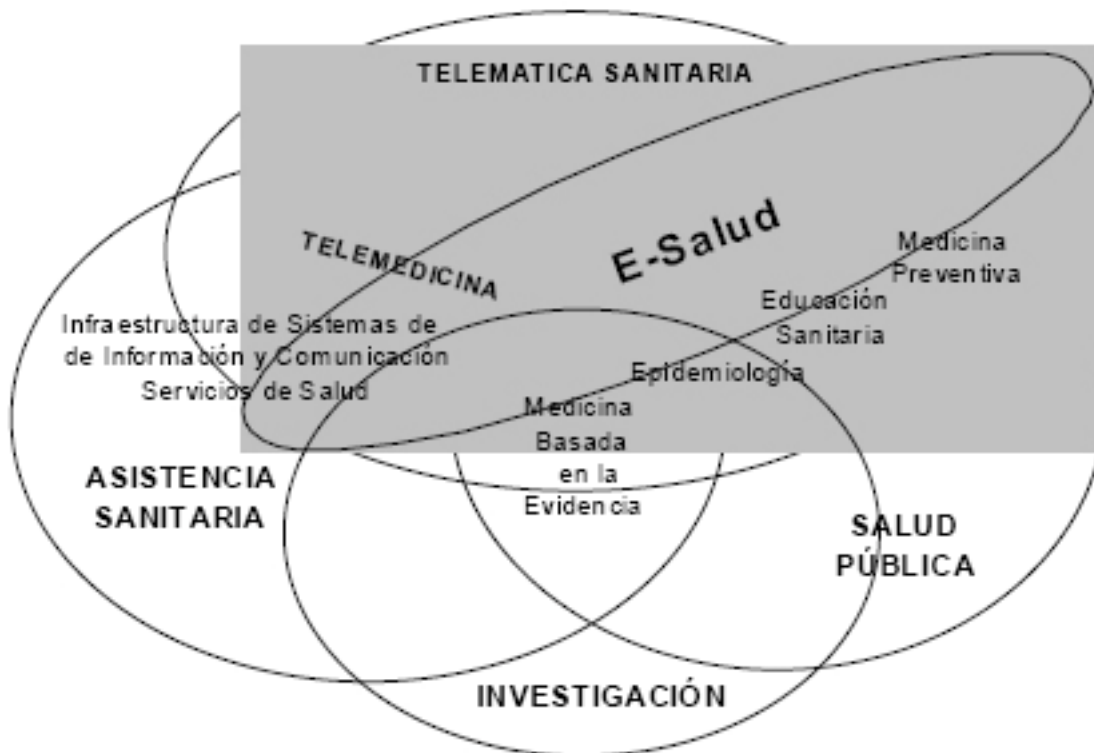 TELEMATICA SANITARIA
E-Salud
TELEMEDICINA
Medicina
Preventiva
Educación
Sanitaria
Infraestructura de Sistemas de
de Información y Comunicación
Servicios de Salud
Epidemiología
Medicina
Basada
en la
Evidencia
ASISTENCIA
SANITARIA
SALUD
PÚBLICA
INVESTIGACIÓN